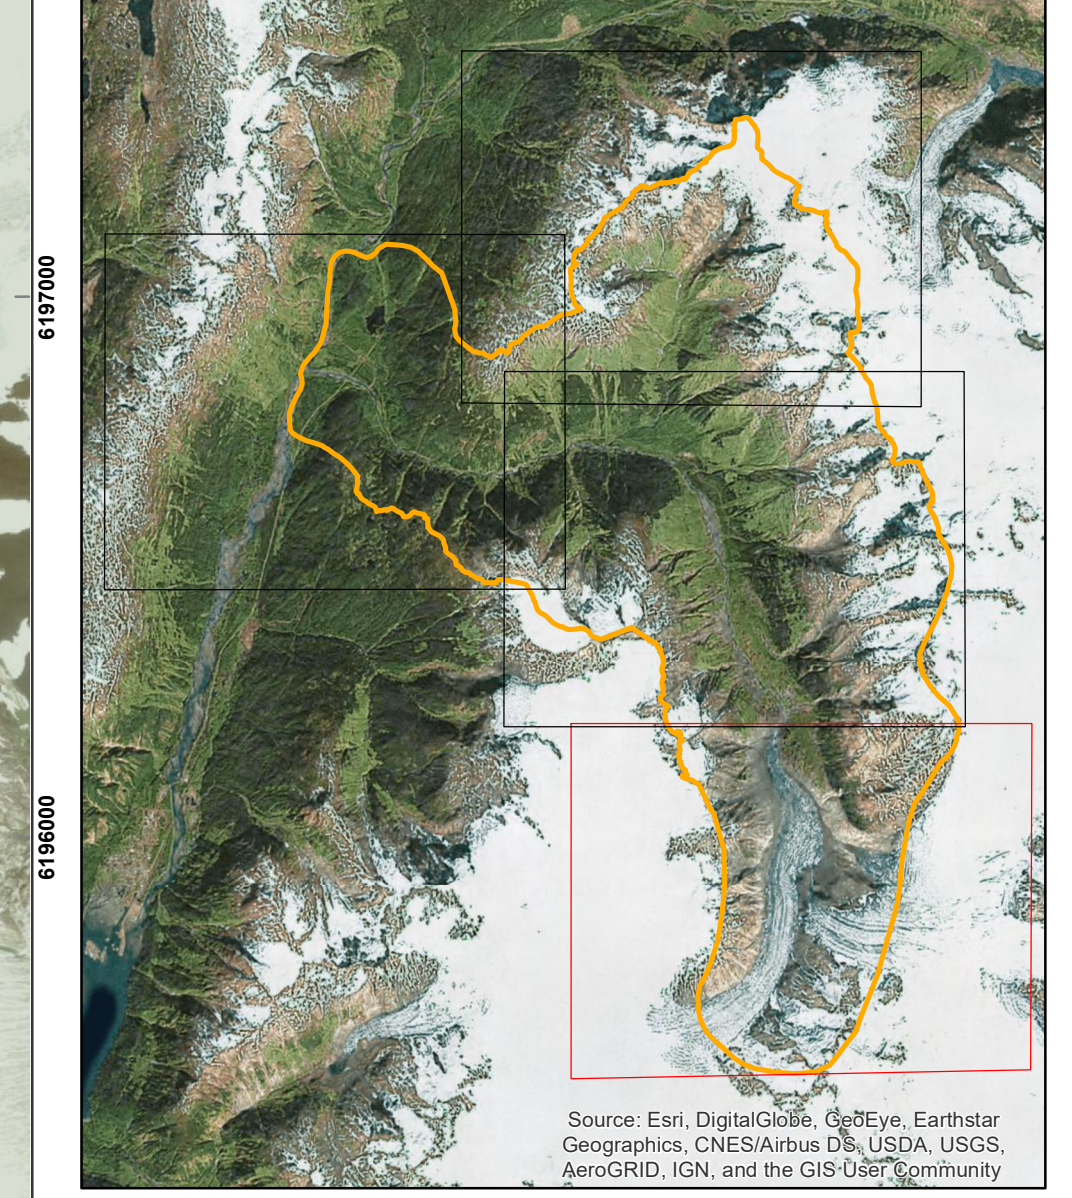 6197000
6196000
Source: Esri, DigitalGlobe, GeoEye, Earthstar
Geographics, CNES/Airbus DS, USDA, USGS,
AeroGRID, IGN, and the GIS User Community